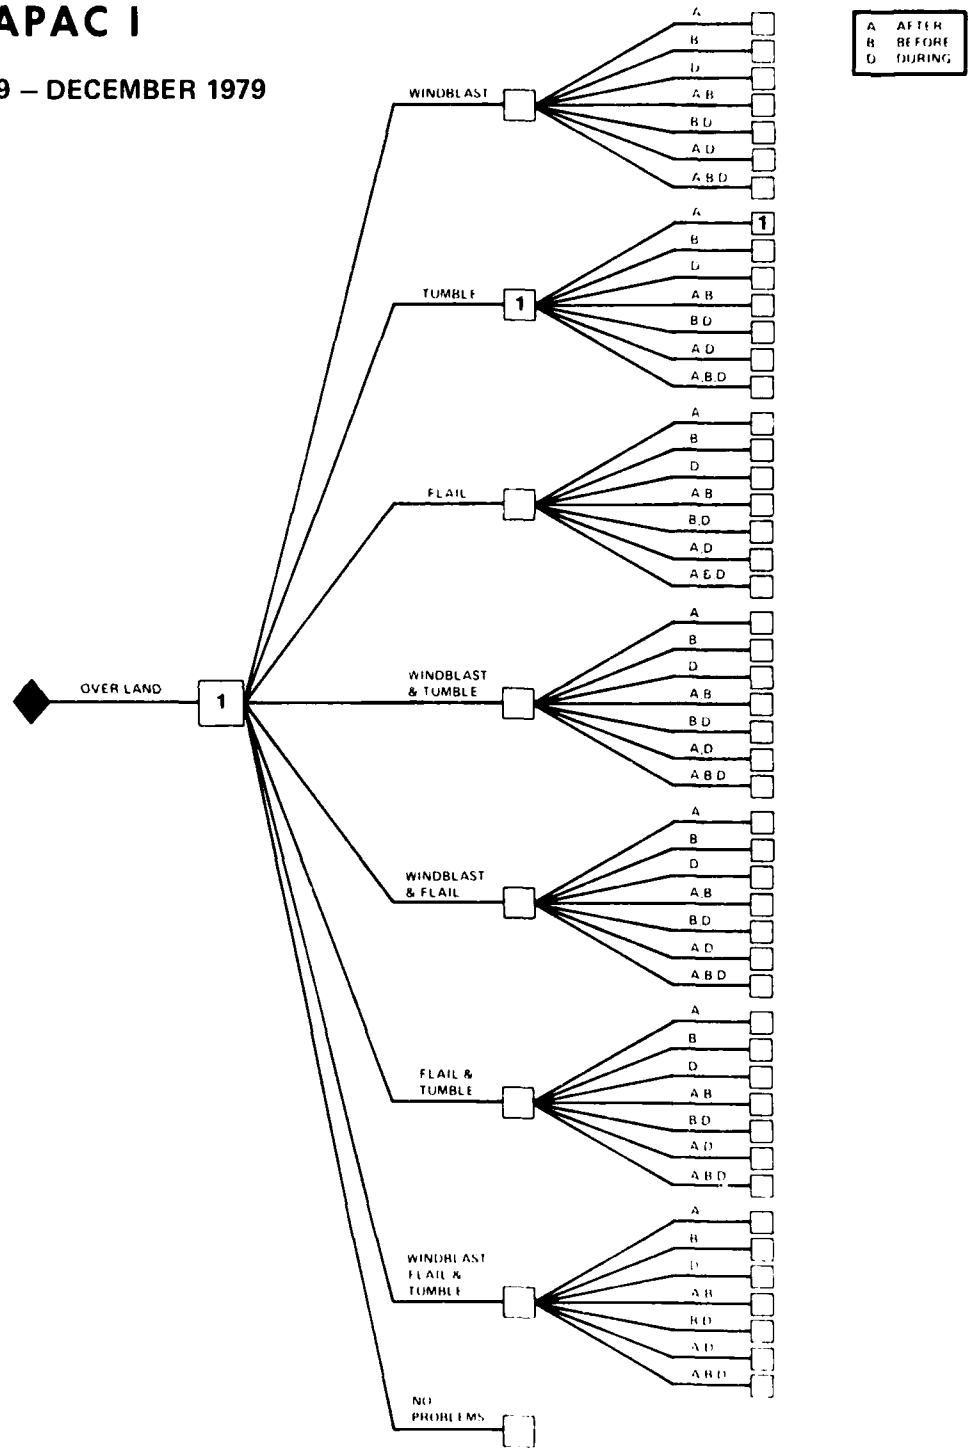 APAC I
9 – DECEMBER 1979
A AFTER
B BEFORE
D DURING
WINDBLAST
A
B
D
A B
B D
A D
A B D
TUMBLE
1
A
1
B
D
A B
B D
A D
A,B,D
FLAIL
A
B
D
A B
B,D
A,D
A & D
OVER LAND
1
WINDBLAST
& TUMBLE
A
B
D
A,B
B D
A,D
A B D
WINDBLAST
& FLAIL
A
B
D
A,B
B D
A D
A B D
FLAIL &
TUMBLE
A
B
D
A B
B D
A D
A B D
WINDBLAST
FLAIL &
TUMBLE
A
B
D
A B
B D
A D
A B D
NO
PROBLEMS